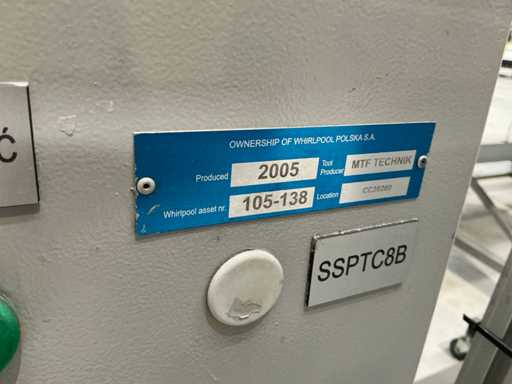 Ć
OWNERSHIP OF WHIRLPOOL POLSKA S.A.
Produced 2005 Tool Producer MTF TECHNIK
Whirlpool asset nr. 105-138 Location
SSPTC8B